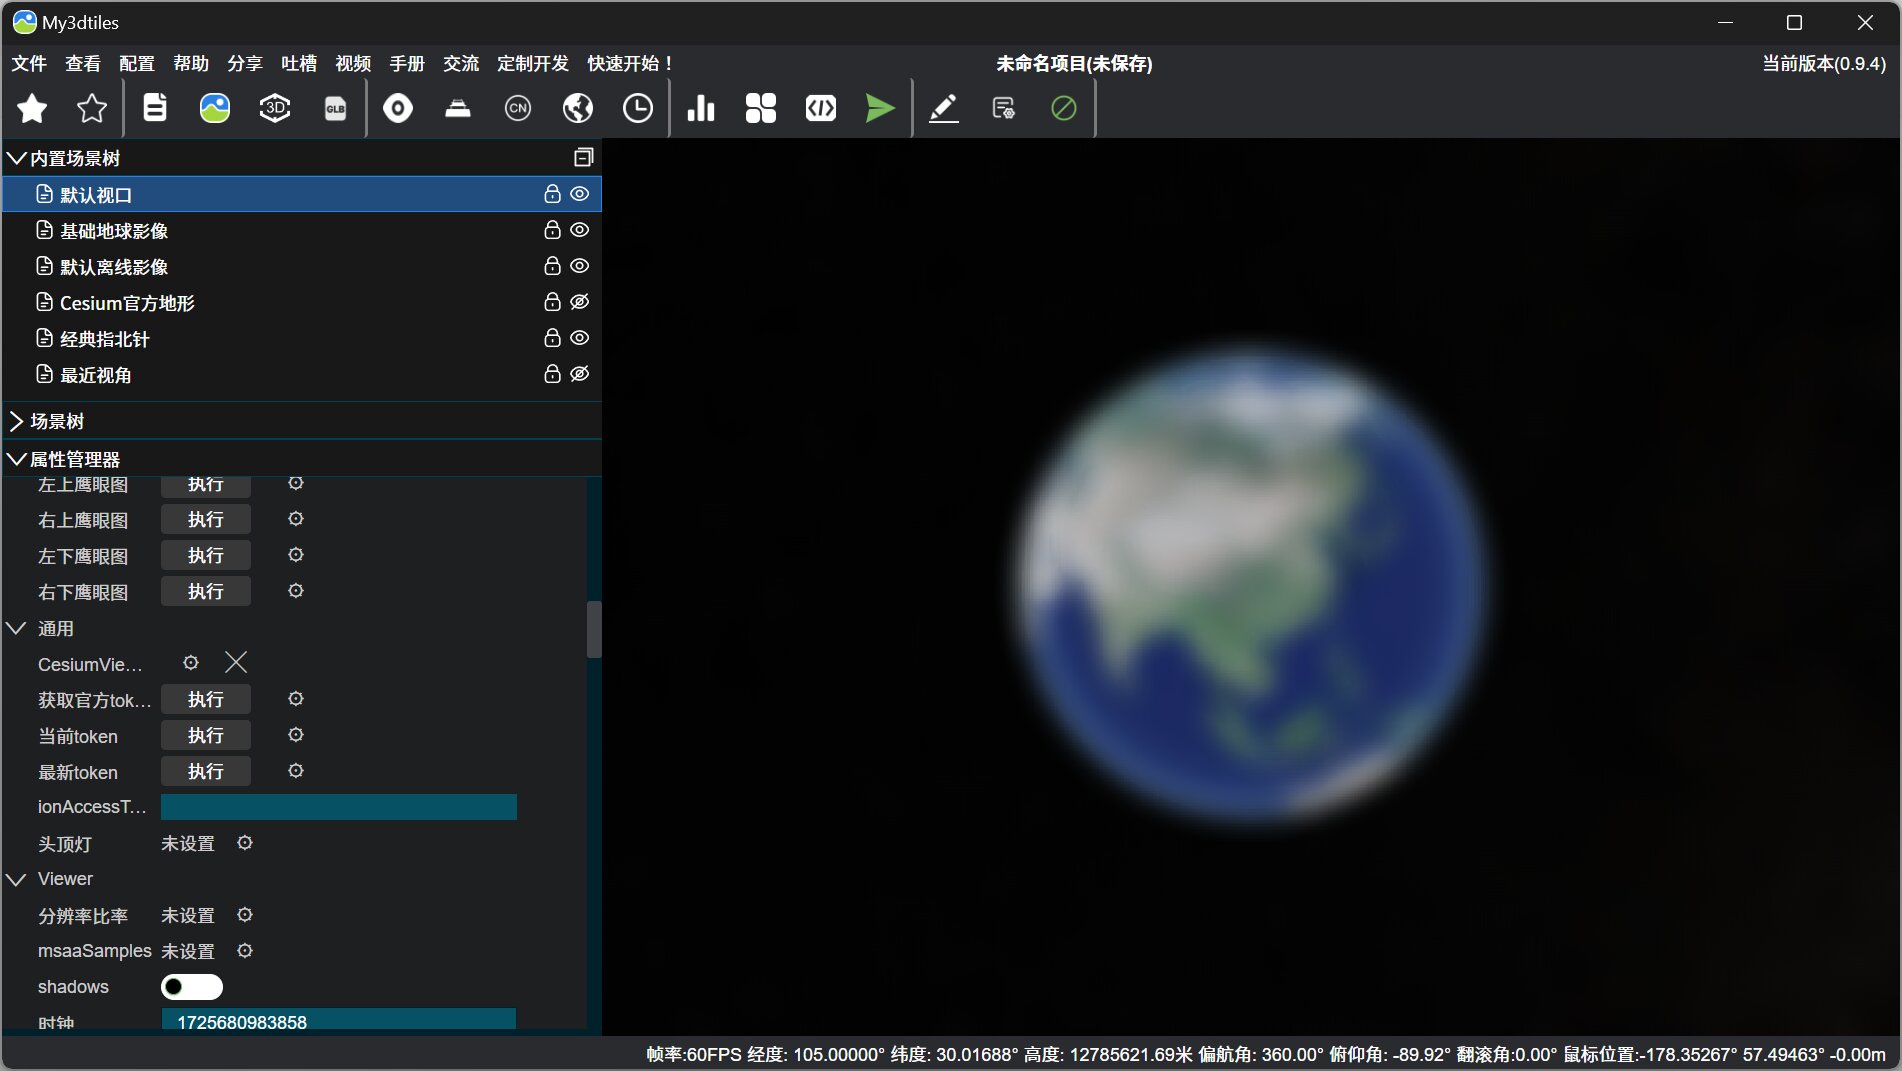 My3dtiles
文件 查看 配置 帮助 分享 吐槽 视频 手册 交流 定制开发 快速开始！ 未命名项目(未保存) 当前版本(0.9.4)
3D GLB CN
内置场景树
默认视口
基础地球影像
默认离线影像
Cesium官方地形
经典指北针
最近视角
场景树
属性管理器
左上鹰眼图 执行
右上鹰眼图 执行
左下鹰眼图 执行
右下鹰眼图 执行
通用
CesiumVie...
获取官方tok... 执行
当前token 执行
最新token 执行
ionAccessT...
头顶灯 未设置
Viewer
分辨率比率 未设置
msaaSamples 未设置
shadows
时钟 1725680983858
帧率:60FPS 经度: 105.00000° 纬度: 30.01688° 高度: 12785621.69米 偏航角: 360.00° 俯仰角: -89.92° 翻滚角:0.00° 鼠标位置:-178.35267° 57.49463° -0.00m